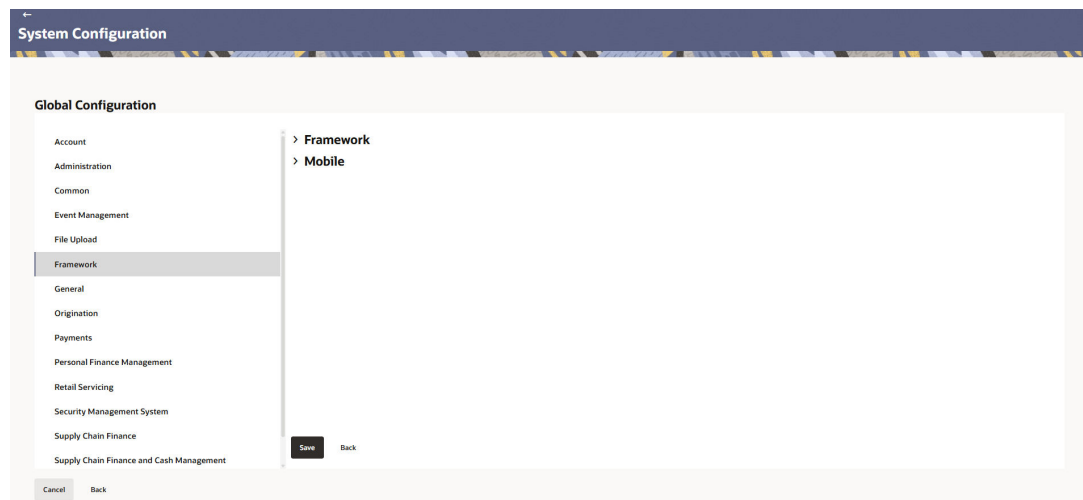 System Configuration
Global Configuration
Account
Administration
Common
Event Management
File Upload
Framework
General
Origination
Payments
Personal Finance Management
Retail Servicing
Security Management System
Supply Chain Finance
Supply Chain Finance and Cash Management
Framework
Mobile
Save Back
Cancel Back